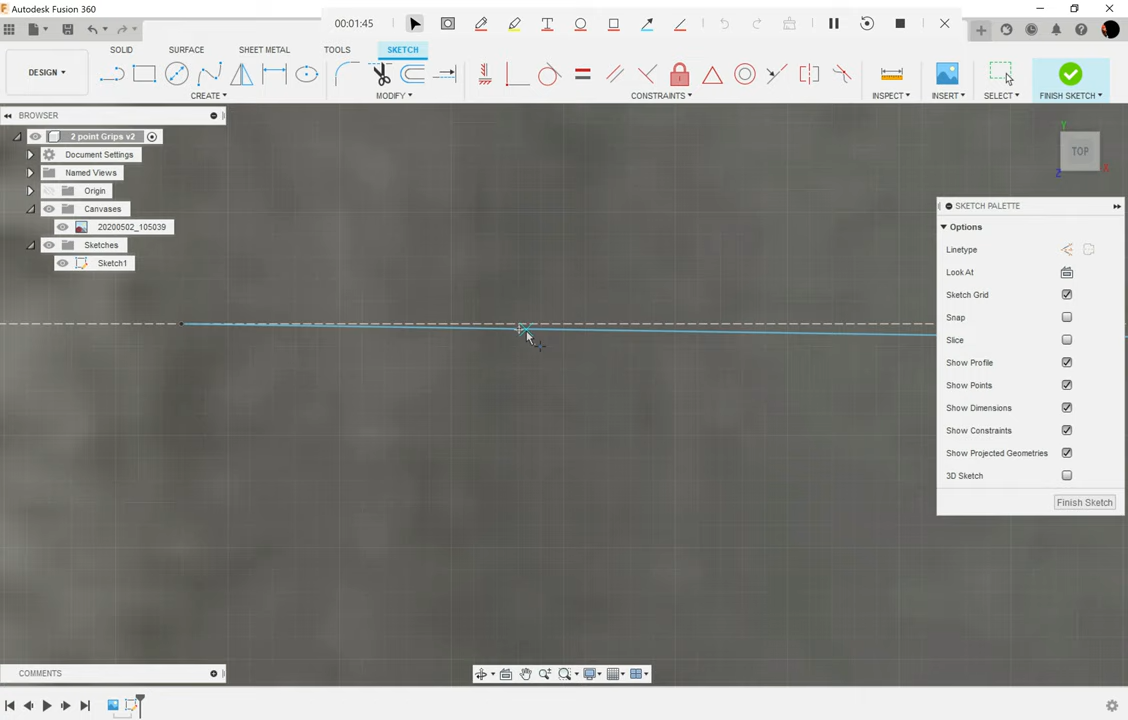 Autodesk Fusion 360
00:01:45
SOLID SURFACE SHEET METAL TOOLS SKETCH
DESIGN
CREATE MODIFY CONSTRAINTS INSPECT INSERT SELECT FINISH SKETCH
BROWSER
2 point Grips v2
Document Settings
Named Views
Origin
Canvases
20200502_105039
Sketches
Sketch1
Y
TOP
X
Z
SKETCH PALETTE
Options
Linetype
Look At
Sketch Grid
Snap
Slice
Show Profile
Show Points
Show Dimensions
Show Constraints
Show Projected Geometries
3D Sketch
Finish Sketch
COMMENTS